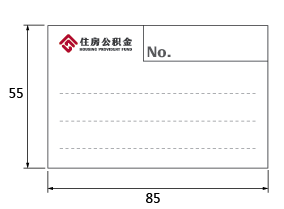 住房公积金
HOUSING PROVIDENT FUND
No.
55
85